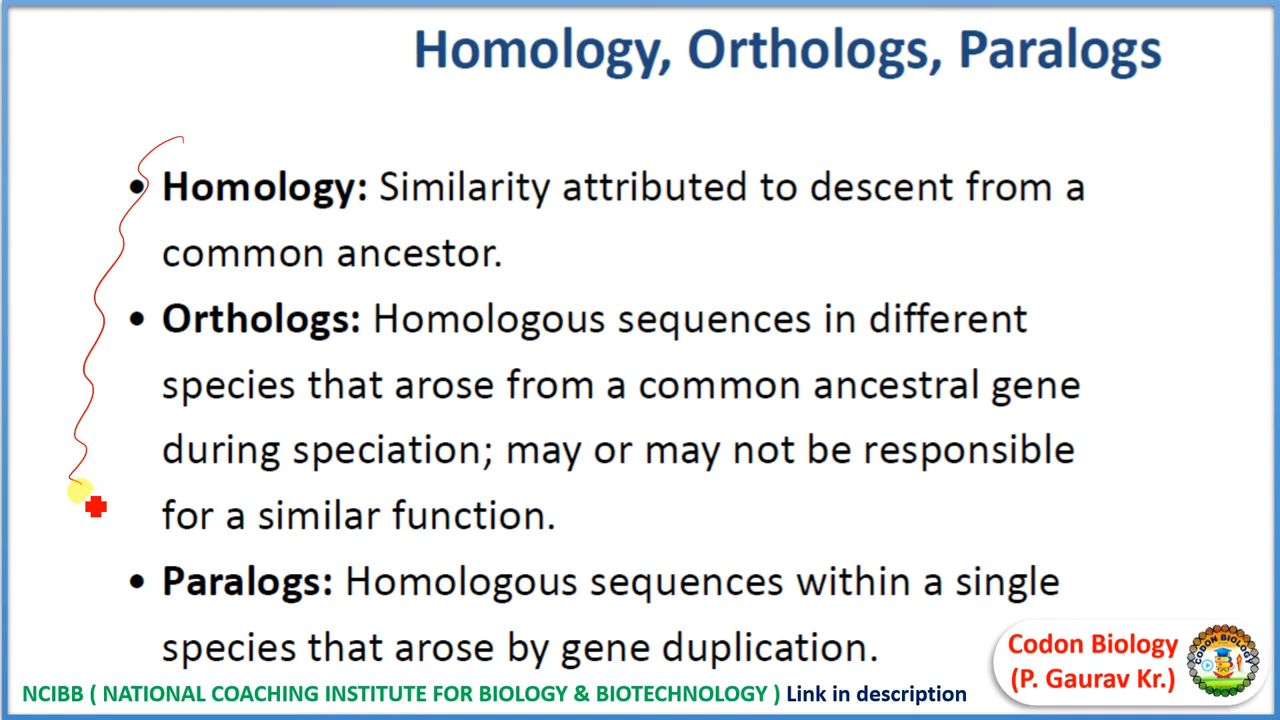 Homology, Orthologs, Paralogs
• Homology: Similarity attributed to descent from a
common ancestor.
• Orthologs: Homologous sequences in different
species that arose from a common ancestral gene
during speciation; may or may not be responsible
for a similar function.
• Paralogs: Homologous sequences within a single
species that arose by gene duplication.
Codon Biology
(P. Gaurav Kr.)
CODON BIOLOGY
NCIBB ( NATIONAL COACHING INSTITUTE FOR BIOLOGY & BIOTECHNOLOGY ) Link in description